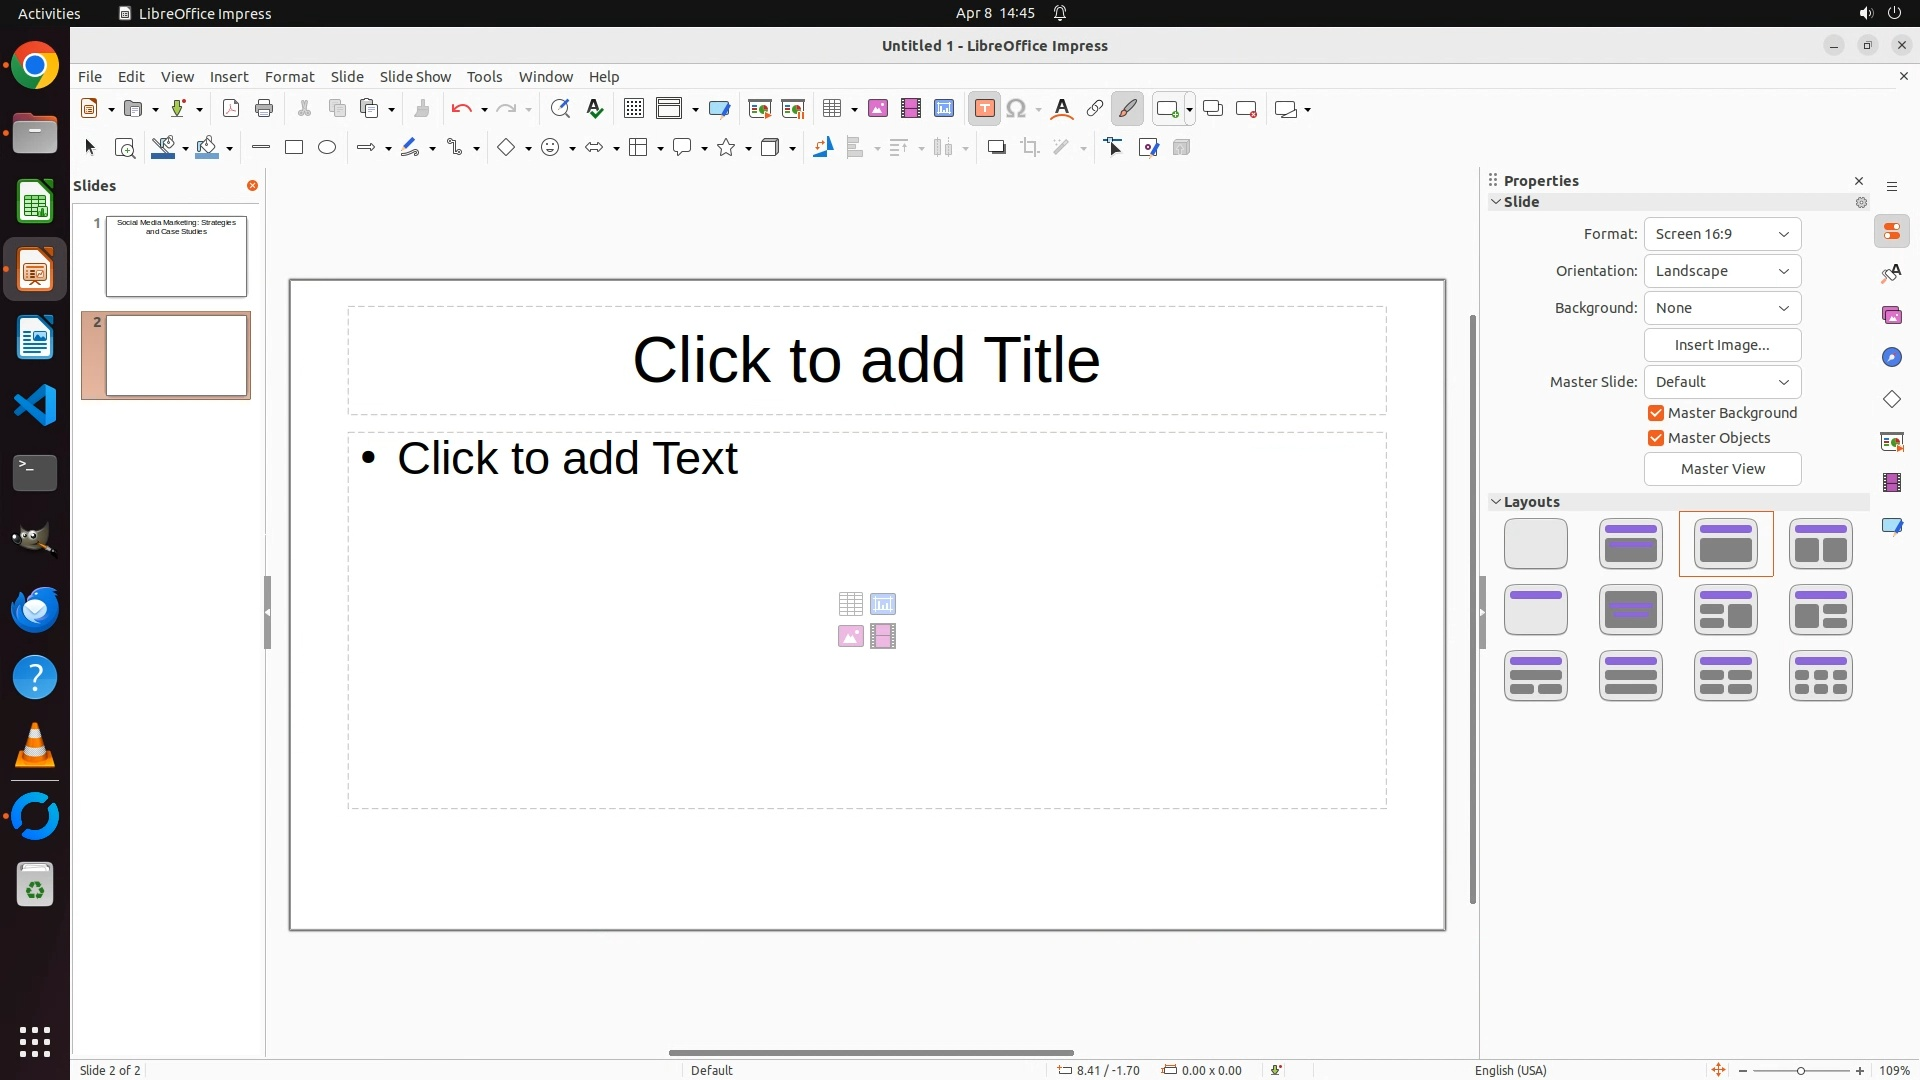 Activities
LibreOffice Impress
Apr 8 14:45
Untitled 1 - LibreOffice Impress
File Edit View Insert Format Slide Slide Show Tools Window Help
Slides
1
Social Media Marketing: Strategies
and Case Studies
2
Click to add Title
• Click to add Text
Properties
Slide
Format: Screen 16:9
Orientation: Landscape
Background: None
Insert Image...
Master Slide: Default
Master Background
Master Objects
Master View
Layouts
Slide 2 of 2
Default
8.41 / -1.70
0.00 x 0.00
English (USA)
109%